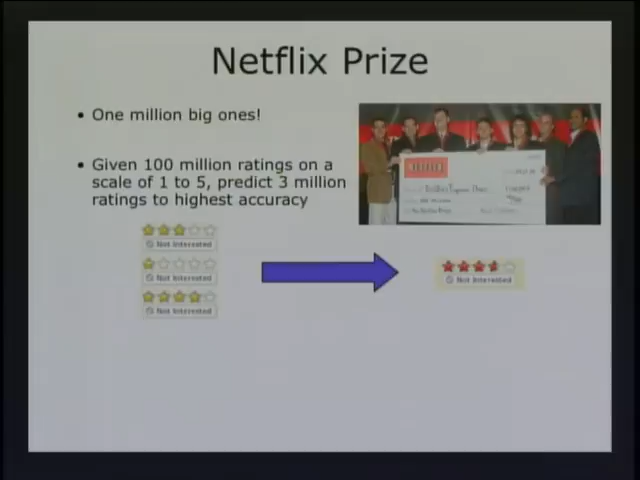 Netflix Prize
• One million big ones!
• Given 100 million ratings on a
scale of 1 to 5, predict 3 million
ratings to highest accuracy
Not Interested
Not Interested
Not Interested
Not Interested